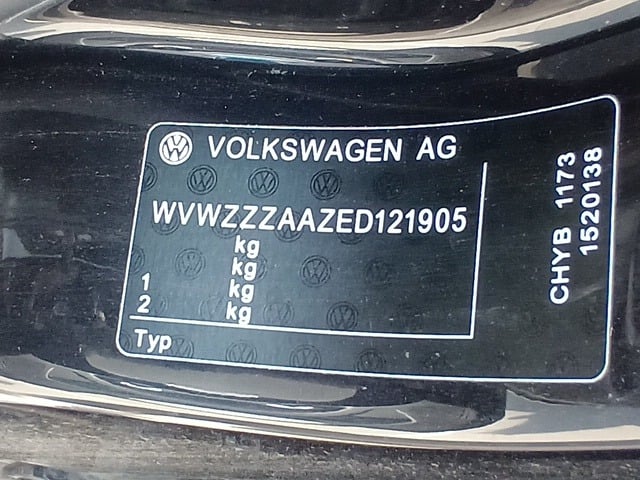 VOLKSWAGEN AG
WVWZZZAAZED121905
kg
kg
1 kg
2 kg
Typ
CHYB 1173
1520138